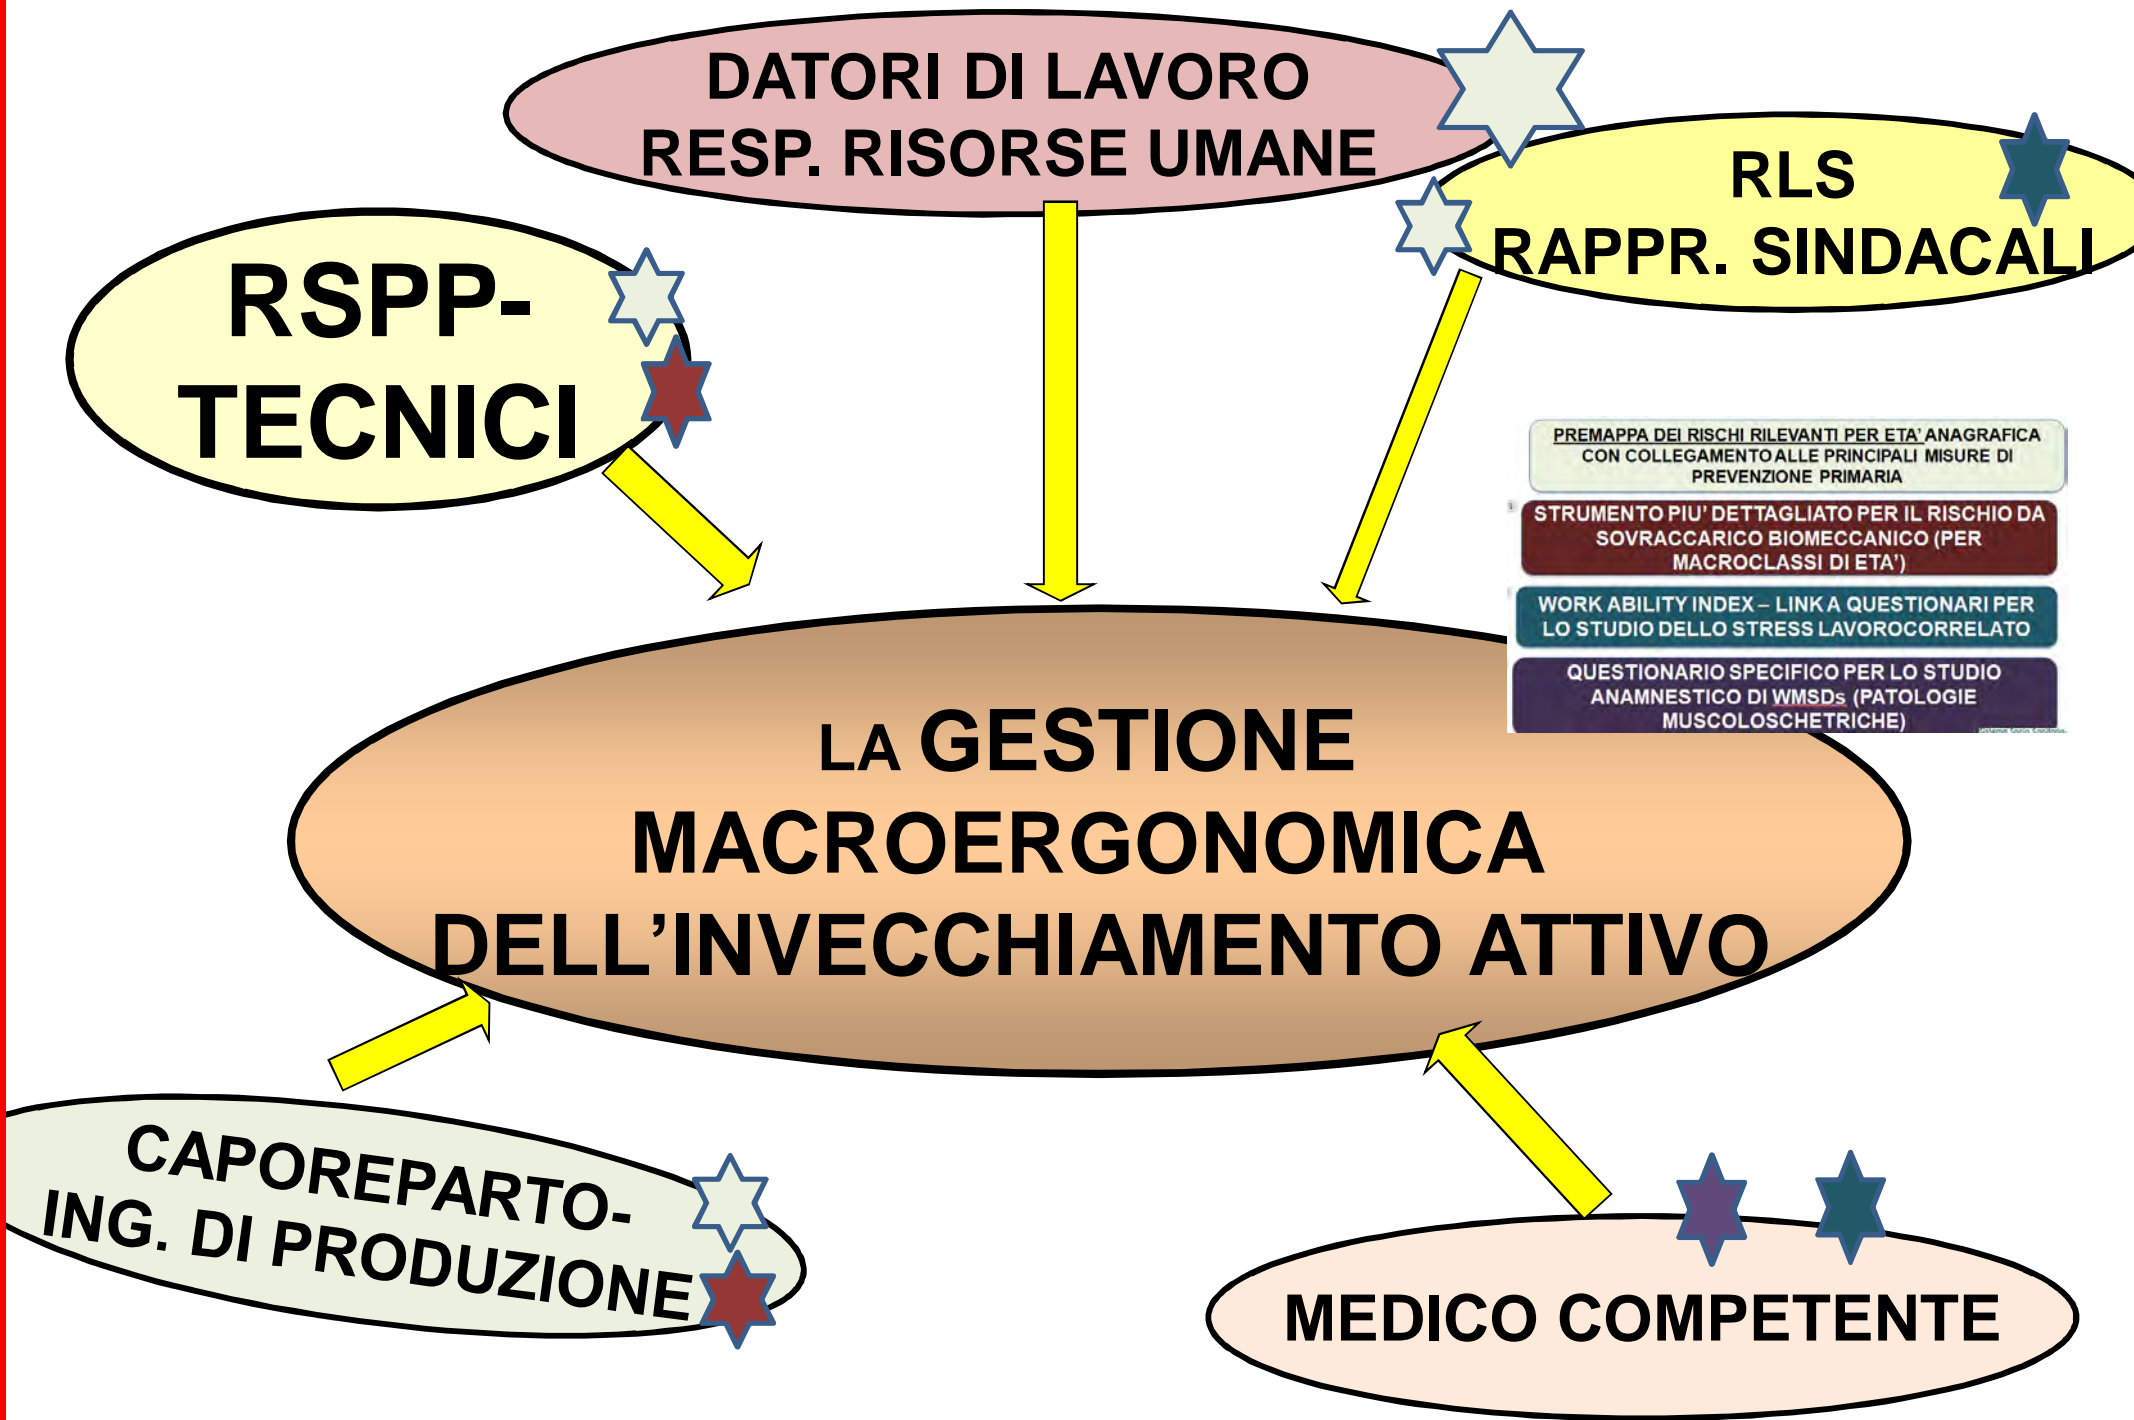 DATORI DI LAVORO
RESP. RISORSE UMANE
RLS
RAPPR. SINDACALI
RSPP-
TECNICI
PREMAPPA DEI RISCHI RILEVANTI PER ETA' ANAGRAFICA
CON COLLEGAMENTO ALLE PRINCIPALI MISURE DI
PREVENZIONE PRIMARIA
STRUMENTO PIU' DETTAGLIATO PER IL RISCHIO DA
SOVRACCARICO BIOMECCANICO (PER
MACROCLASSI DI ETA')
WORK ABILITY INDEX – LINK A QUESTIONARI PER
LO STUDIO DELLO STRESS LAVOROCORRELATO
QUESTIONARIO SPECIFICO PER LO STUDIO
ANAMNESTICO DI WMSDs (PATOLOGIE
MUSCOLOSCHETRICHE)
LA GESTIONE
MACROERGONOMICA
DELL’INVECCHIAMENTO ATTIVO
CAPOREPARTO-
ING. DI PRODUZIONE
MEDICO COMPETENTE